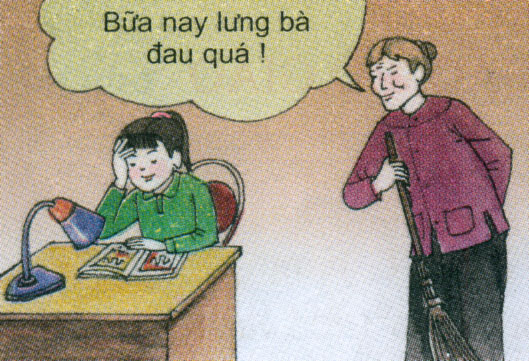 Bữa nay lưng bà
đau quá !